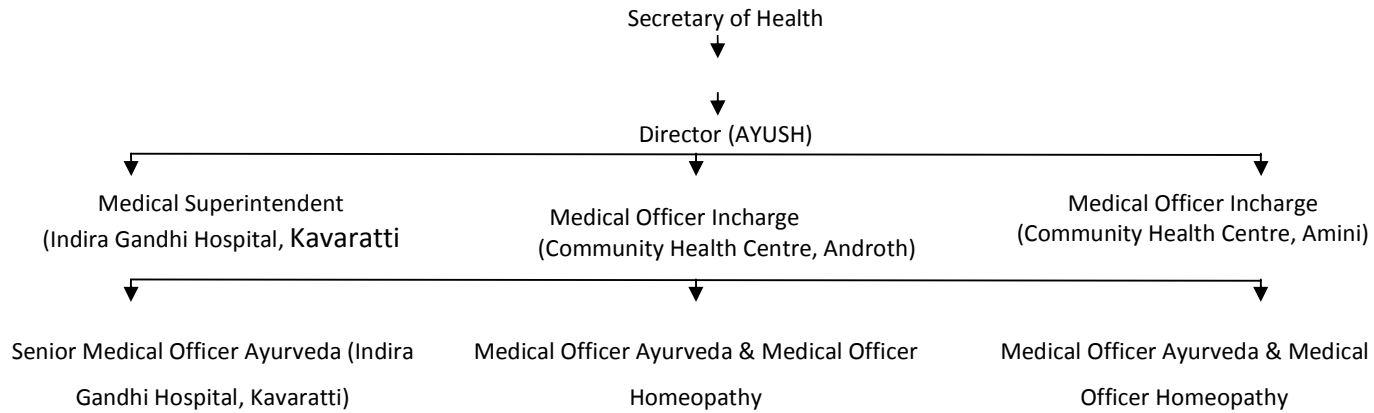 Secretary of Health
Director (AYUSH)
Medical Superintendent
(Indira Gandhi Hospital, Kavaratti
Medical Officer Incharge
(Community Health Centre, Androth)
Medical Officer Incharge
(Community Health Centre, Amini)
Senior Medical Officer Ayurveda (Indira
Gandhi Hospital, Kavaratti)
Medical Officer Ayurveda & Medical Officer
Homeopathy
Medical Officer Ayurveda & Medical
Officer Homeopathy